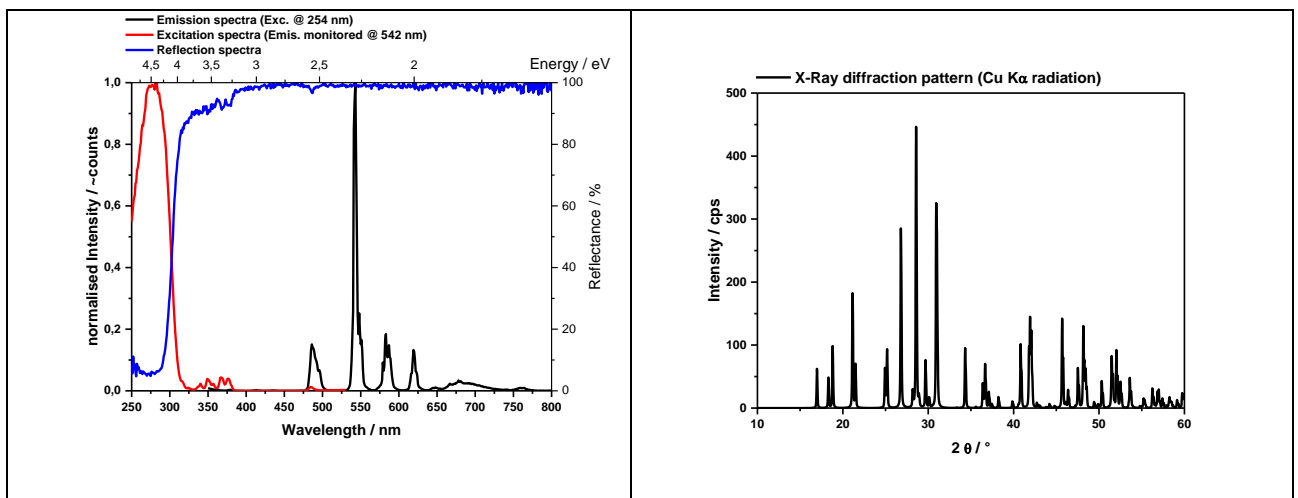 Emission spectra (Exc. @ 254 nm)
Excitation spectra (Emis. monitored @ 542 nm)
Reflection spectra
4,5 4 3,5 3 2,5 2 Energy / eV
1,0
0,8
0,6
0,4
0,2
0,0
normalised Intensity / ~counts
100
80
60
40
20
0
Reflectance / %
250 300 350 400 450 500 550 600 650 700 750 800
Wavelength / nm
X-Ray diffraction pattern (Cu Kα radiation)
500
400
300
200
100
0
Intensity / cps
10 20 30 40 50 60
2 θ / °